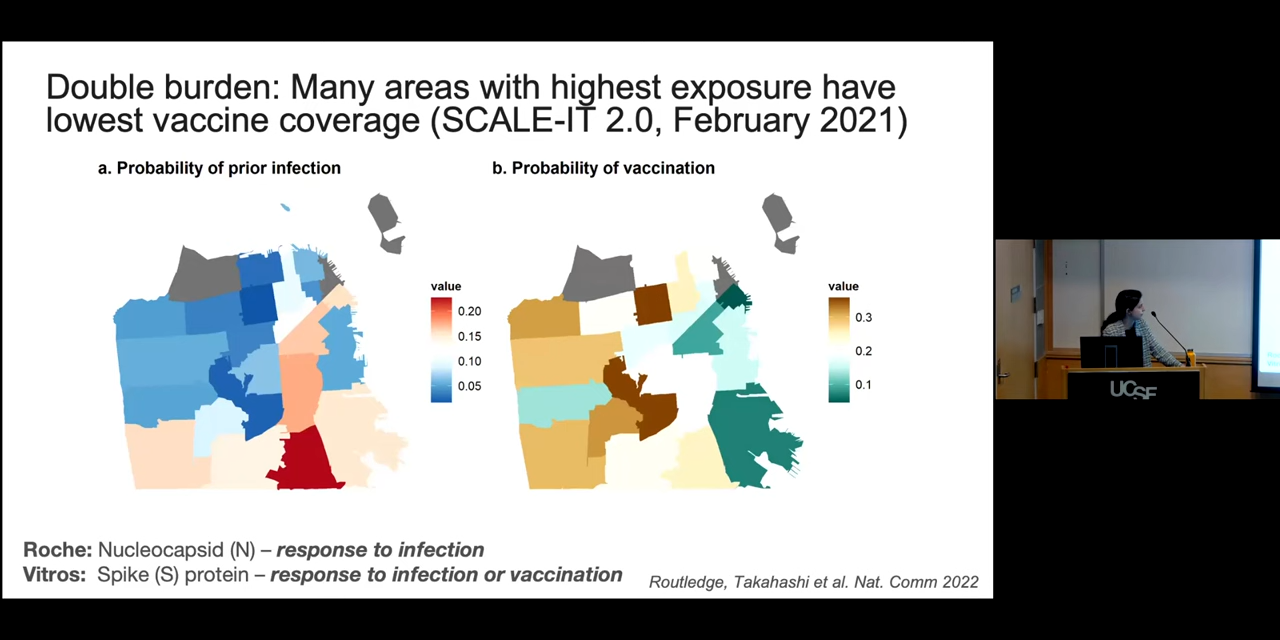 Double burden: Many areas with highest exposure have
lowest vaccine coverage (SCALE-IT 2.0, February 2021)
a. Probability of prior infection
b. Probability of vaccination
value
0.20
0.15
0.10
0.05
value
0.3
0.2
0.1
Roche: Nucleocapsid (N) – response to infection
Vitros: Spike (S) protein – response to infection or vaccination
Routledge, Takahashi et al. Nat. Comm 2022
UCSF